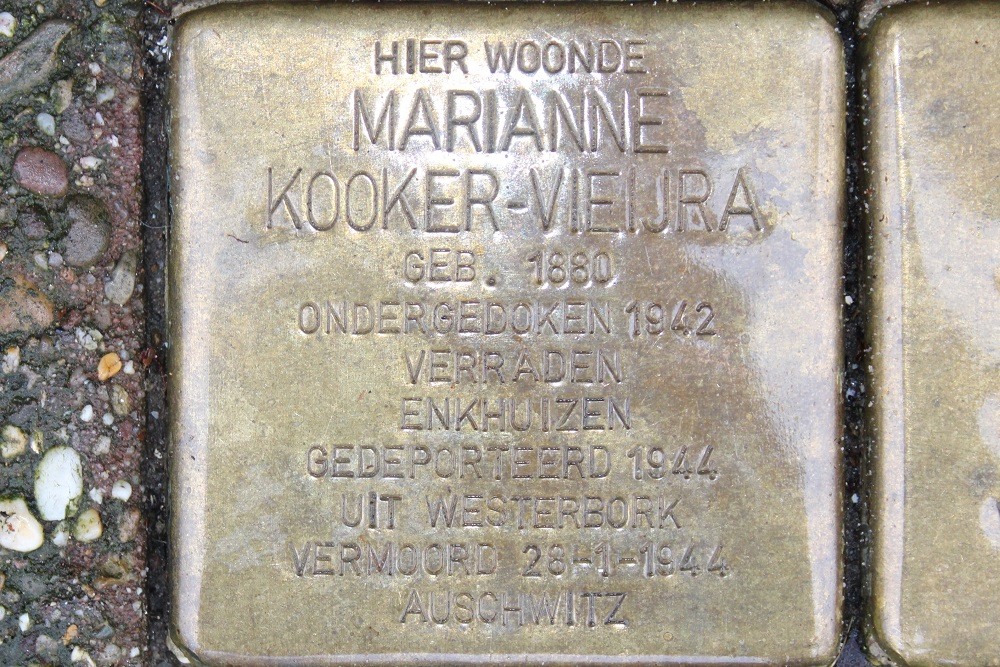 HIER WOONDE
MARIANNE
KOOKER-VIEIJRA
GEB. 1880
ONDERGEDOKEN 1942
VERRADEN
ENKHUIZEN
GEDEPORTEERD 1944
UIT WESTERBORK
VERMOORD 28-1-1944
AUSCHWITZ